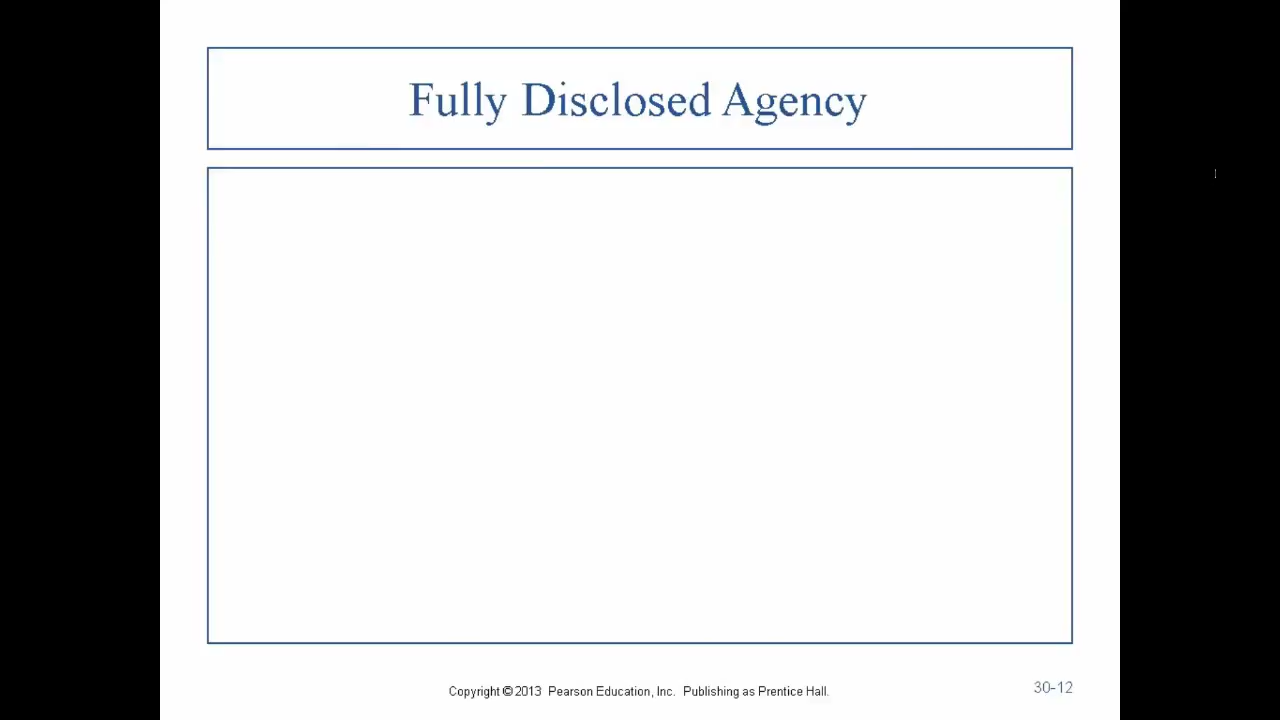 Fully Disclosed Agency
Copyright © 2013 Pearson Education, Inc. Publishing as Prentice Hall.
30-12